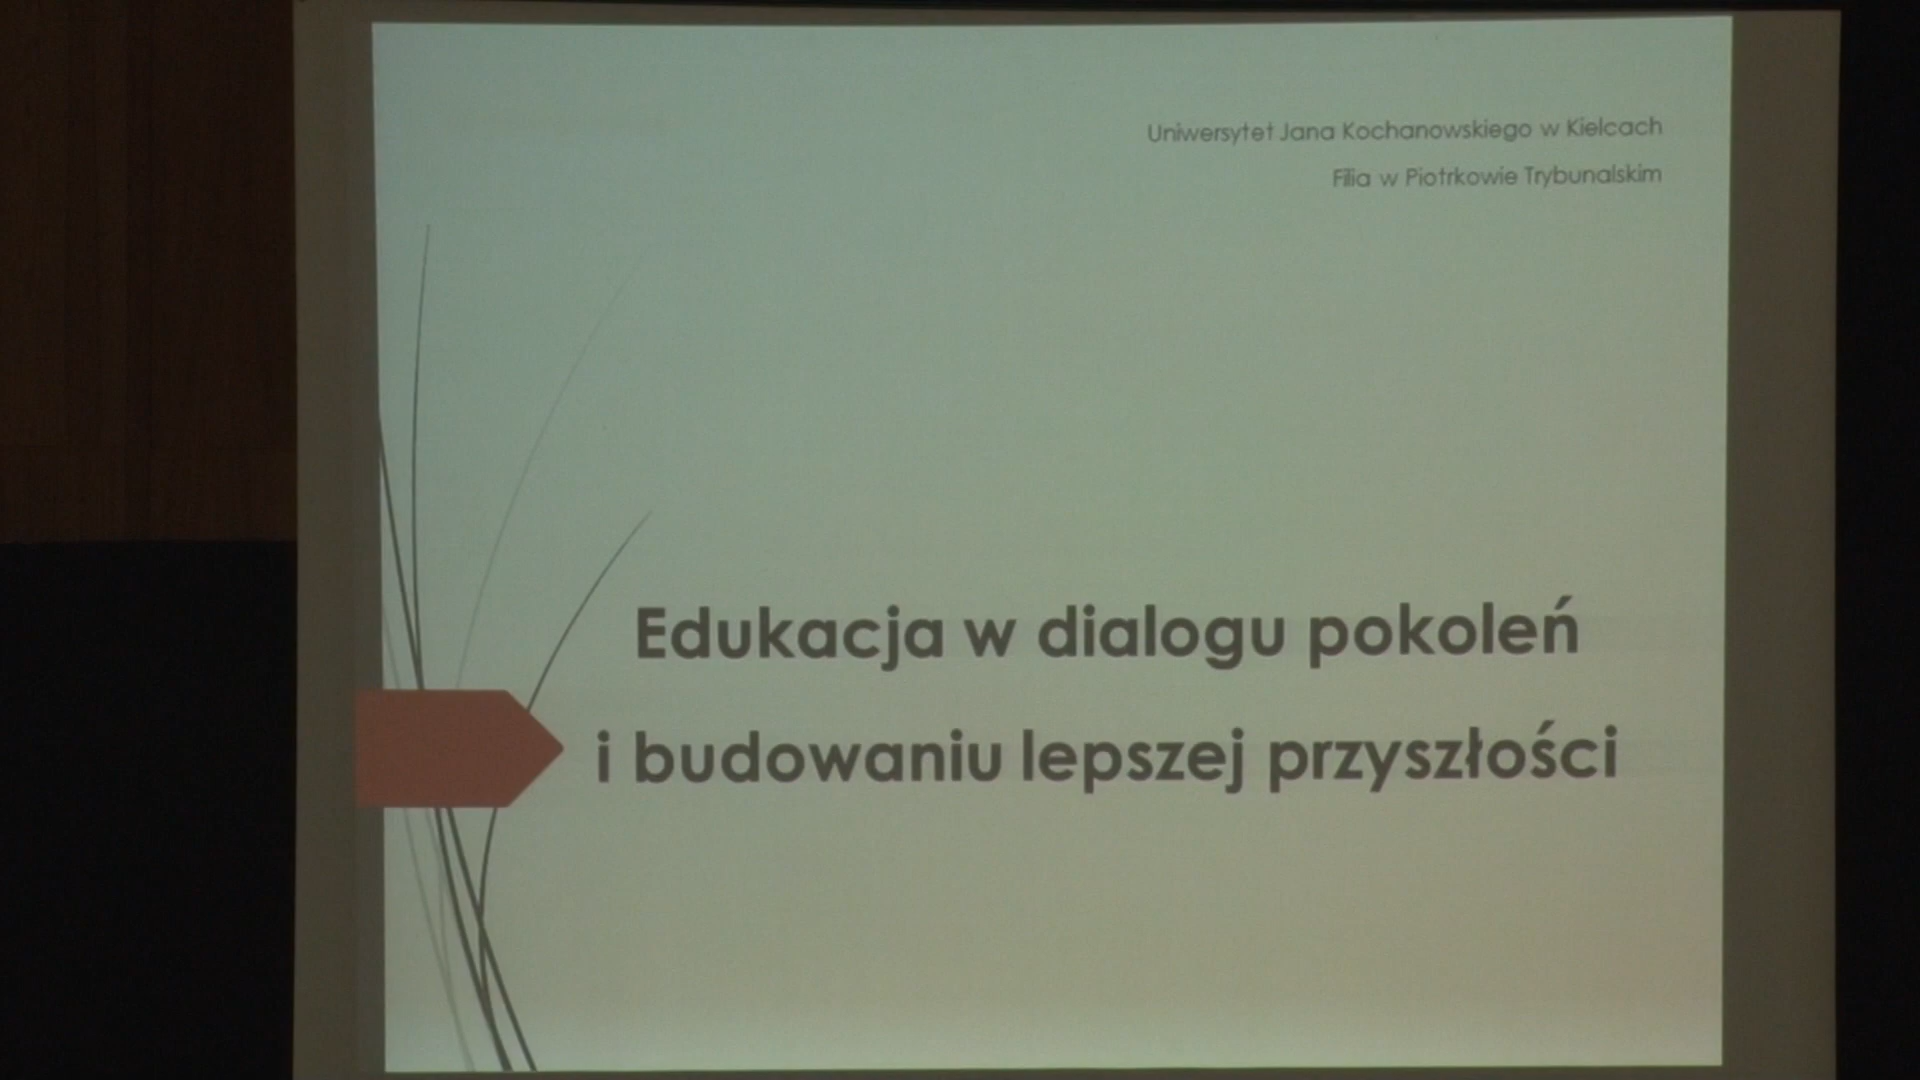 Uniwersytet Jana Kochanowskiego w Kielcach
Filia w Piotrkowie Trybunalskim
Edukacja w dialogu pokoleń
i budowaniu lepszej przyszłości